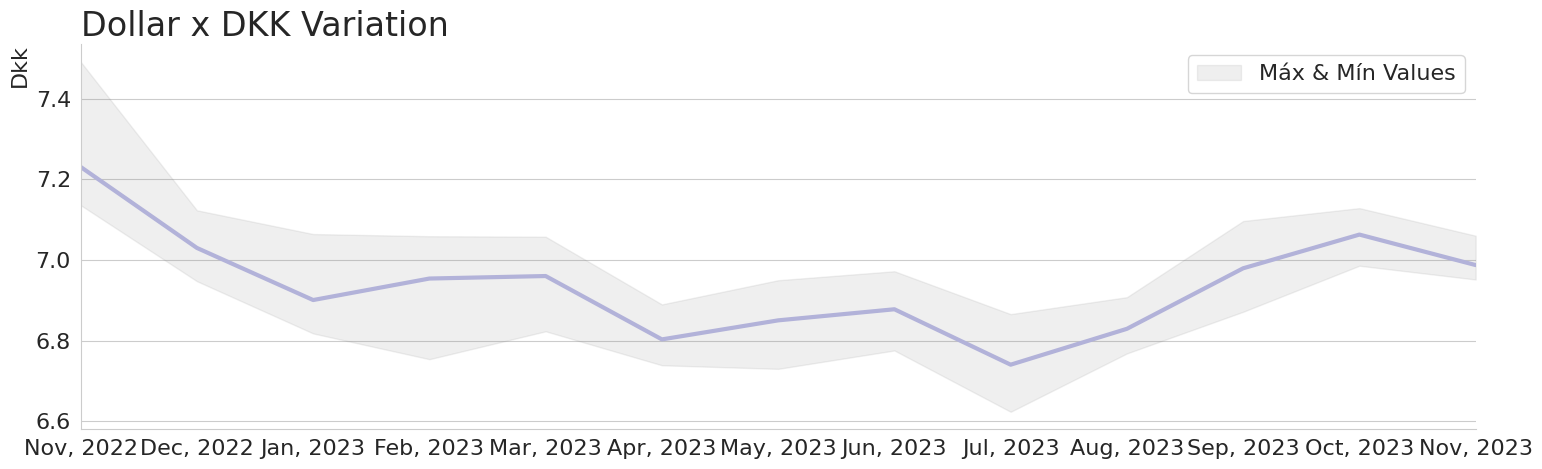 Dollar x DKK Variation
Dkk
Máx & Mín Values
7.4
7.2
7.0
6.8
6.6
Nov, 2022 Dec, 2022 Jan, 2023 Feb, 2023 Mar, 2023 Apr, 2023 May, 2023 Jun, 2023 Jul, 2023 Aug, 2023 Sep, 2023 Oct, 2023 Nov, 2023